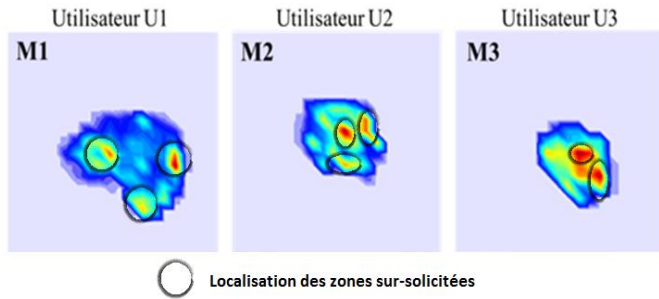 Utilisateur U1 Utilisateur U2 Utilisateur U3
M1 M2 M3
Localisation des zones sur-solicitées